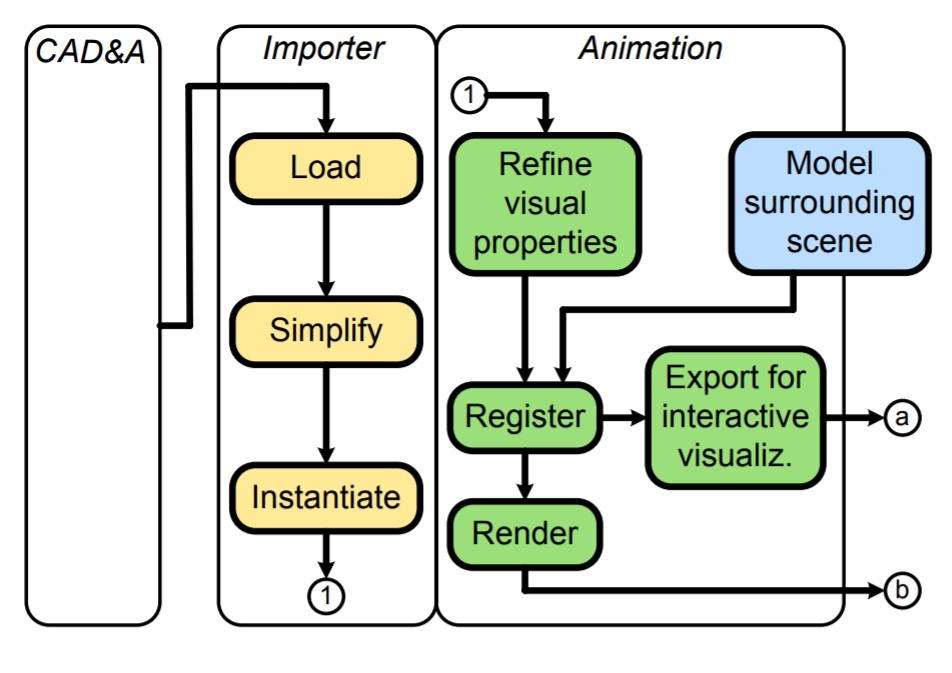 CAD&A
Importer
Animation
1
Load
Refine
visual
properties
Model
surrounding
scene
Simplify
Register
Export for
interactive
visualiz.
a
Instantiate
Render
1
b